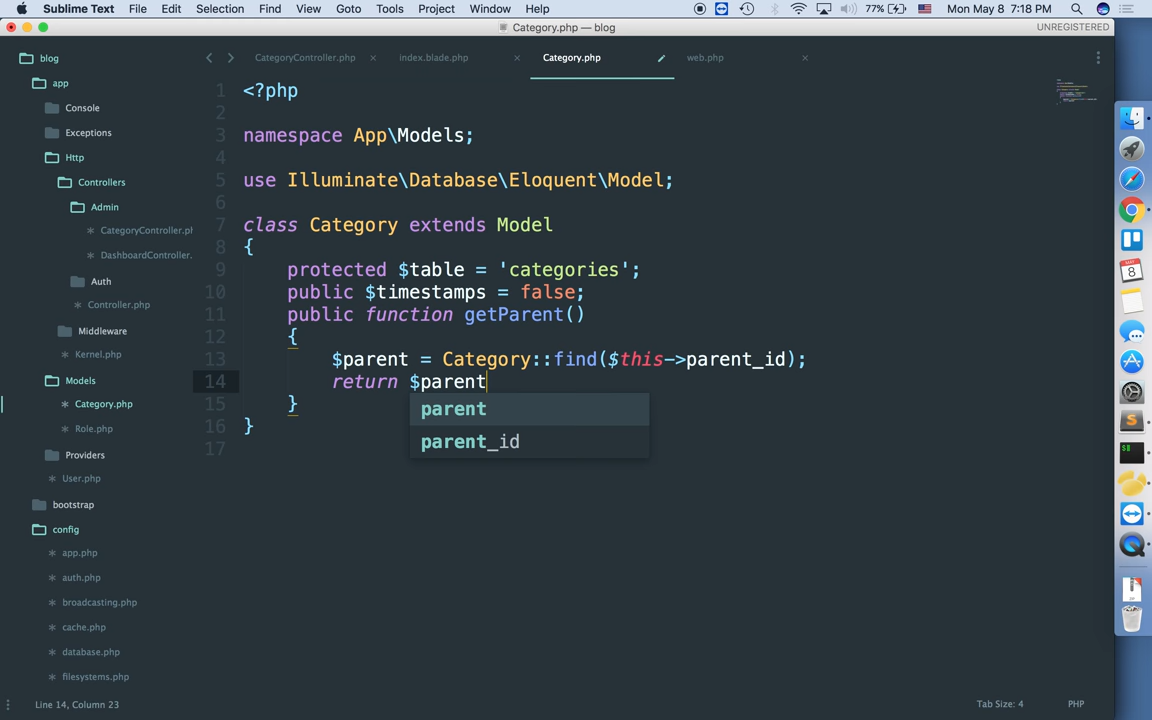 Sublime Text File Edit Selection Find View Goto Tools Project Window Help 77% Mon May 8 7:18 PM
Category.php — blog UNREGISTERED
blog
app
Console
Exceptions
Http
Controllers
Admin
CategoryController.pl
DashboardController.
Auth
Controller.php
Middleware
Kernel.php
Models
Category.php
Role.php
Providers
User.php
bootstrap
config
app.php
auth.php
broadcasting.php
cache.php
database.php
filesystems.php
CategoryController.php × index.blade.php × Category.php web.php ×
1 <?php
2
3 namespace App\Models;
4
5 use Illuminate\Database\Eloquent\Model;
6
7 class Category extends Model
8 {
9 protected $table = 'categories';
10 public $timestamps = false;
11 public function getParent()
12 {
13 $parent = Category::find($this->parent_id);
14 return $parent
15 }
16 }
17
parent
parent_id
MAY
8
Line 14, Column 23 Tab Size: 4 PHP